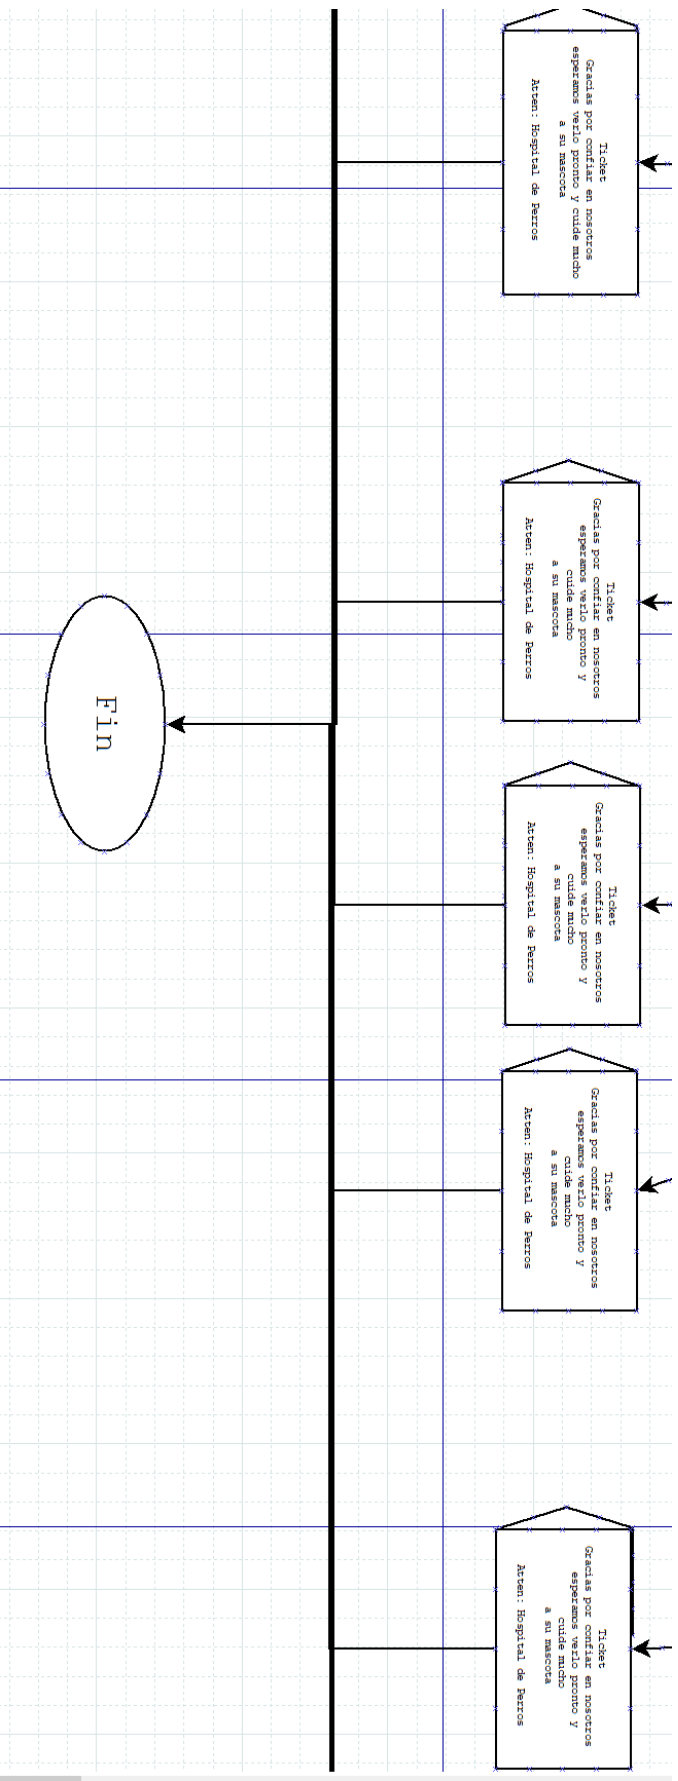 Ticket
Gracias por confiar en nosotros
esperamos verlo pronto y cuide mucho
a su mascota
Atten: Hospital de Perros
Ticket
Gracias por confiar en nosotros
esperamos verlo pronto y
cuide mucho
a su mascota
Atten: Hospital de Perros
Fin
Ticket
Gracias por confiar en nosotros
esperamos verlo pronto y
cuide mucho
a su mascota
Atten: Hospital de Perros
Ticket
Gracias por confiar en nosotros
esperamos verlo pronto y
cuide mucho
a su mascota
Atten: Hospital de Perros
Ticket
Gracias por confiar en nosotros
esperamos verlo pronto y
cuide mucho
a su mascota
Atten: Hospital de Perros